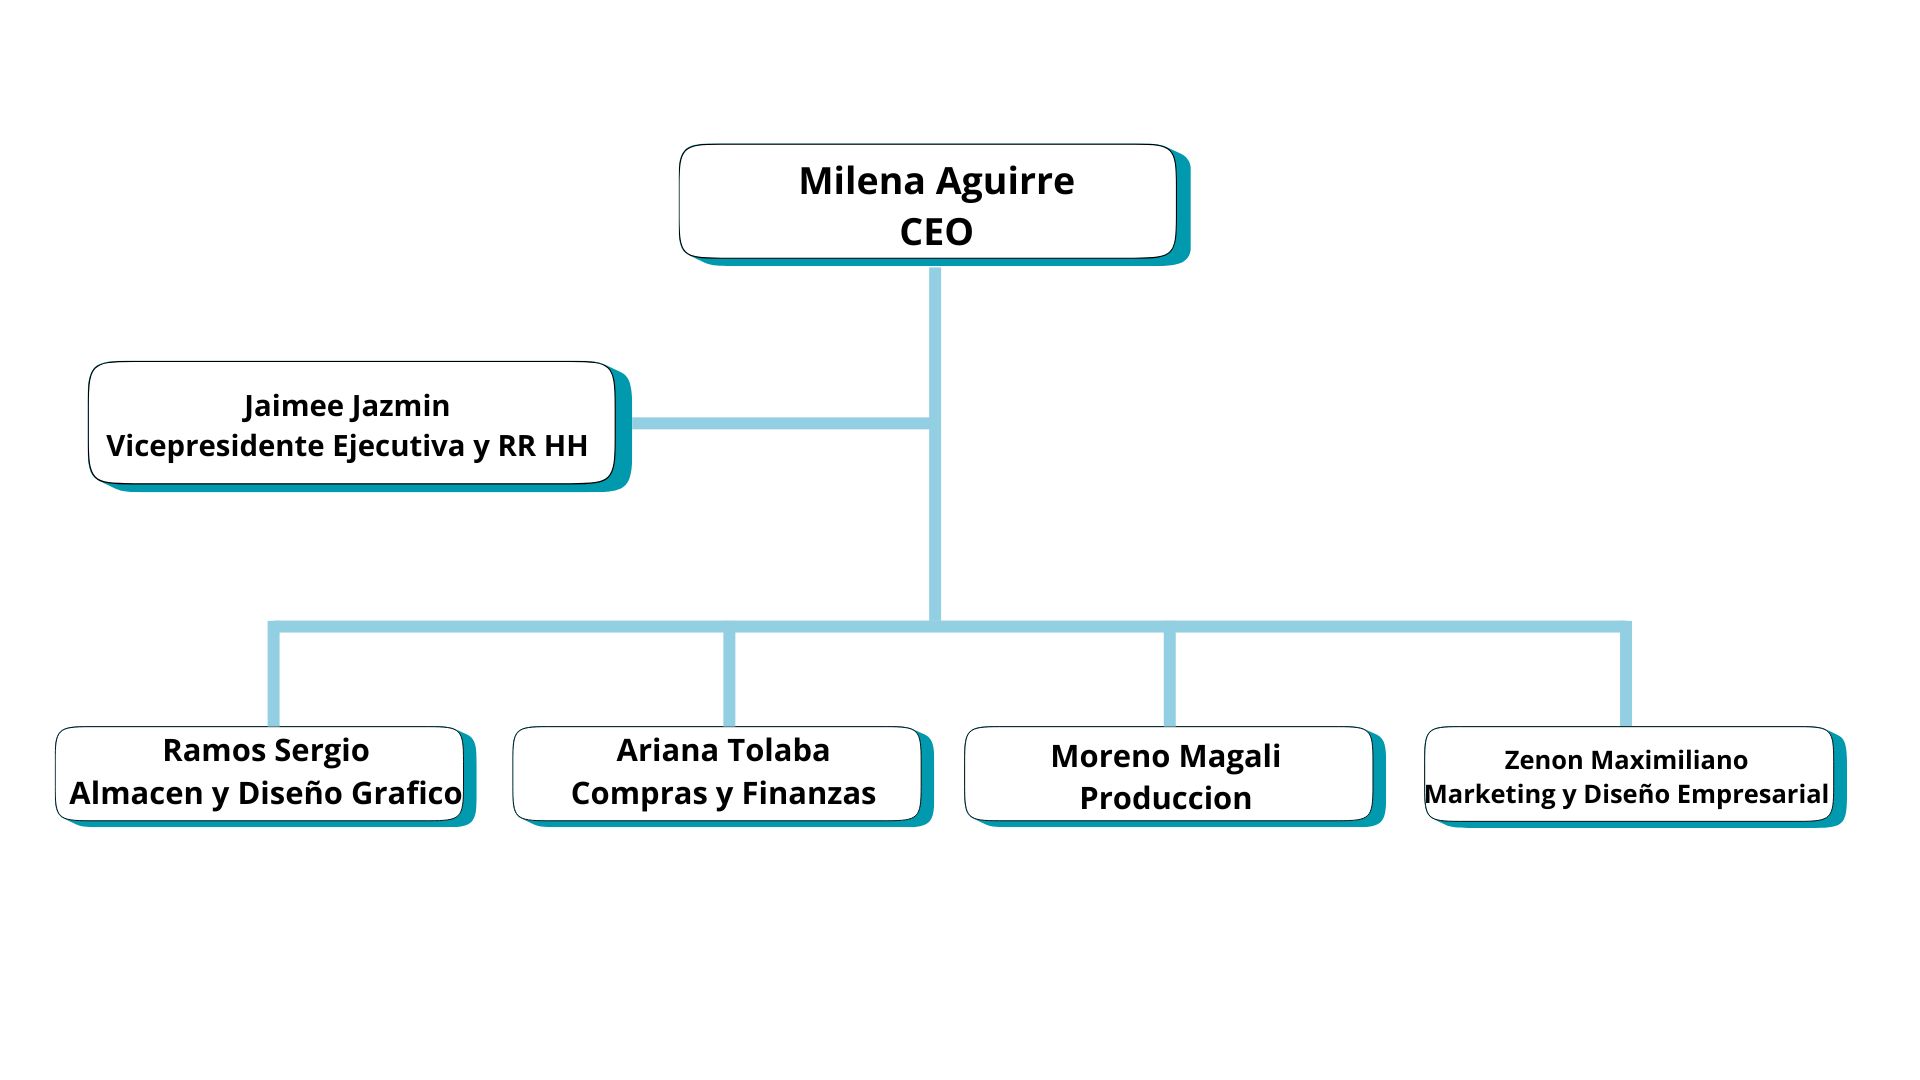 Milena Aguirre
CEO
Jaimee Jazmin
Vicepresidente Ejecutiva y RR HH
Ramos Sergio
Almacen y Diseño Grafico
Ariana Tolaba
Compras y Finanzas
Moreno Magali
Produccion
Zenon Maximiliano
Marketing y Diseño Empresarial